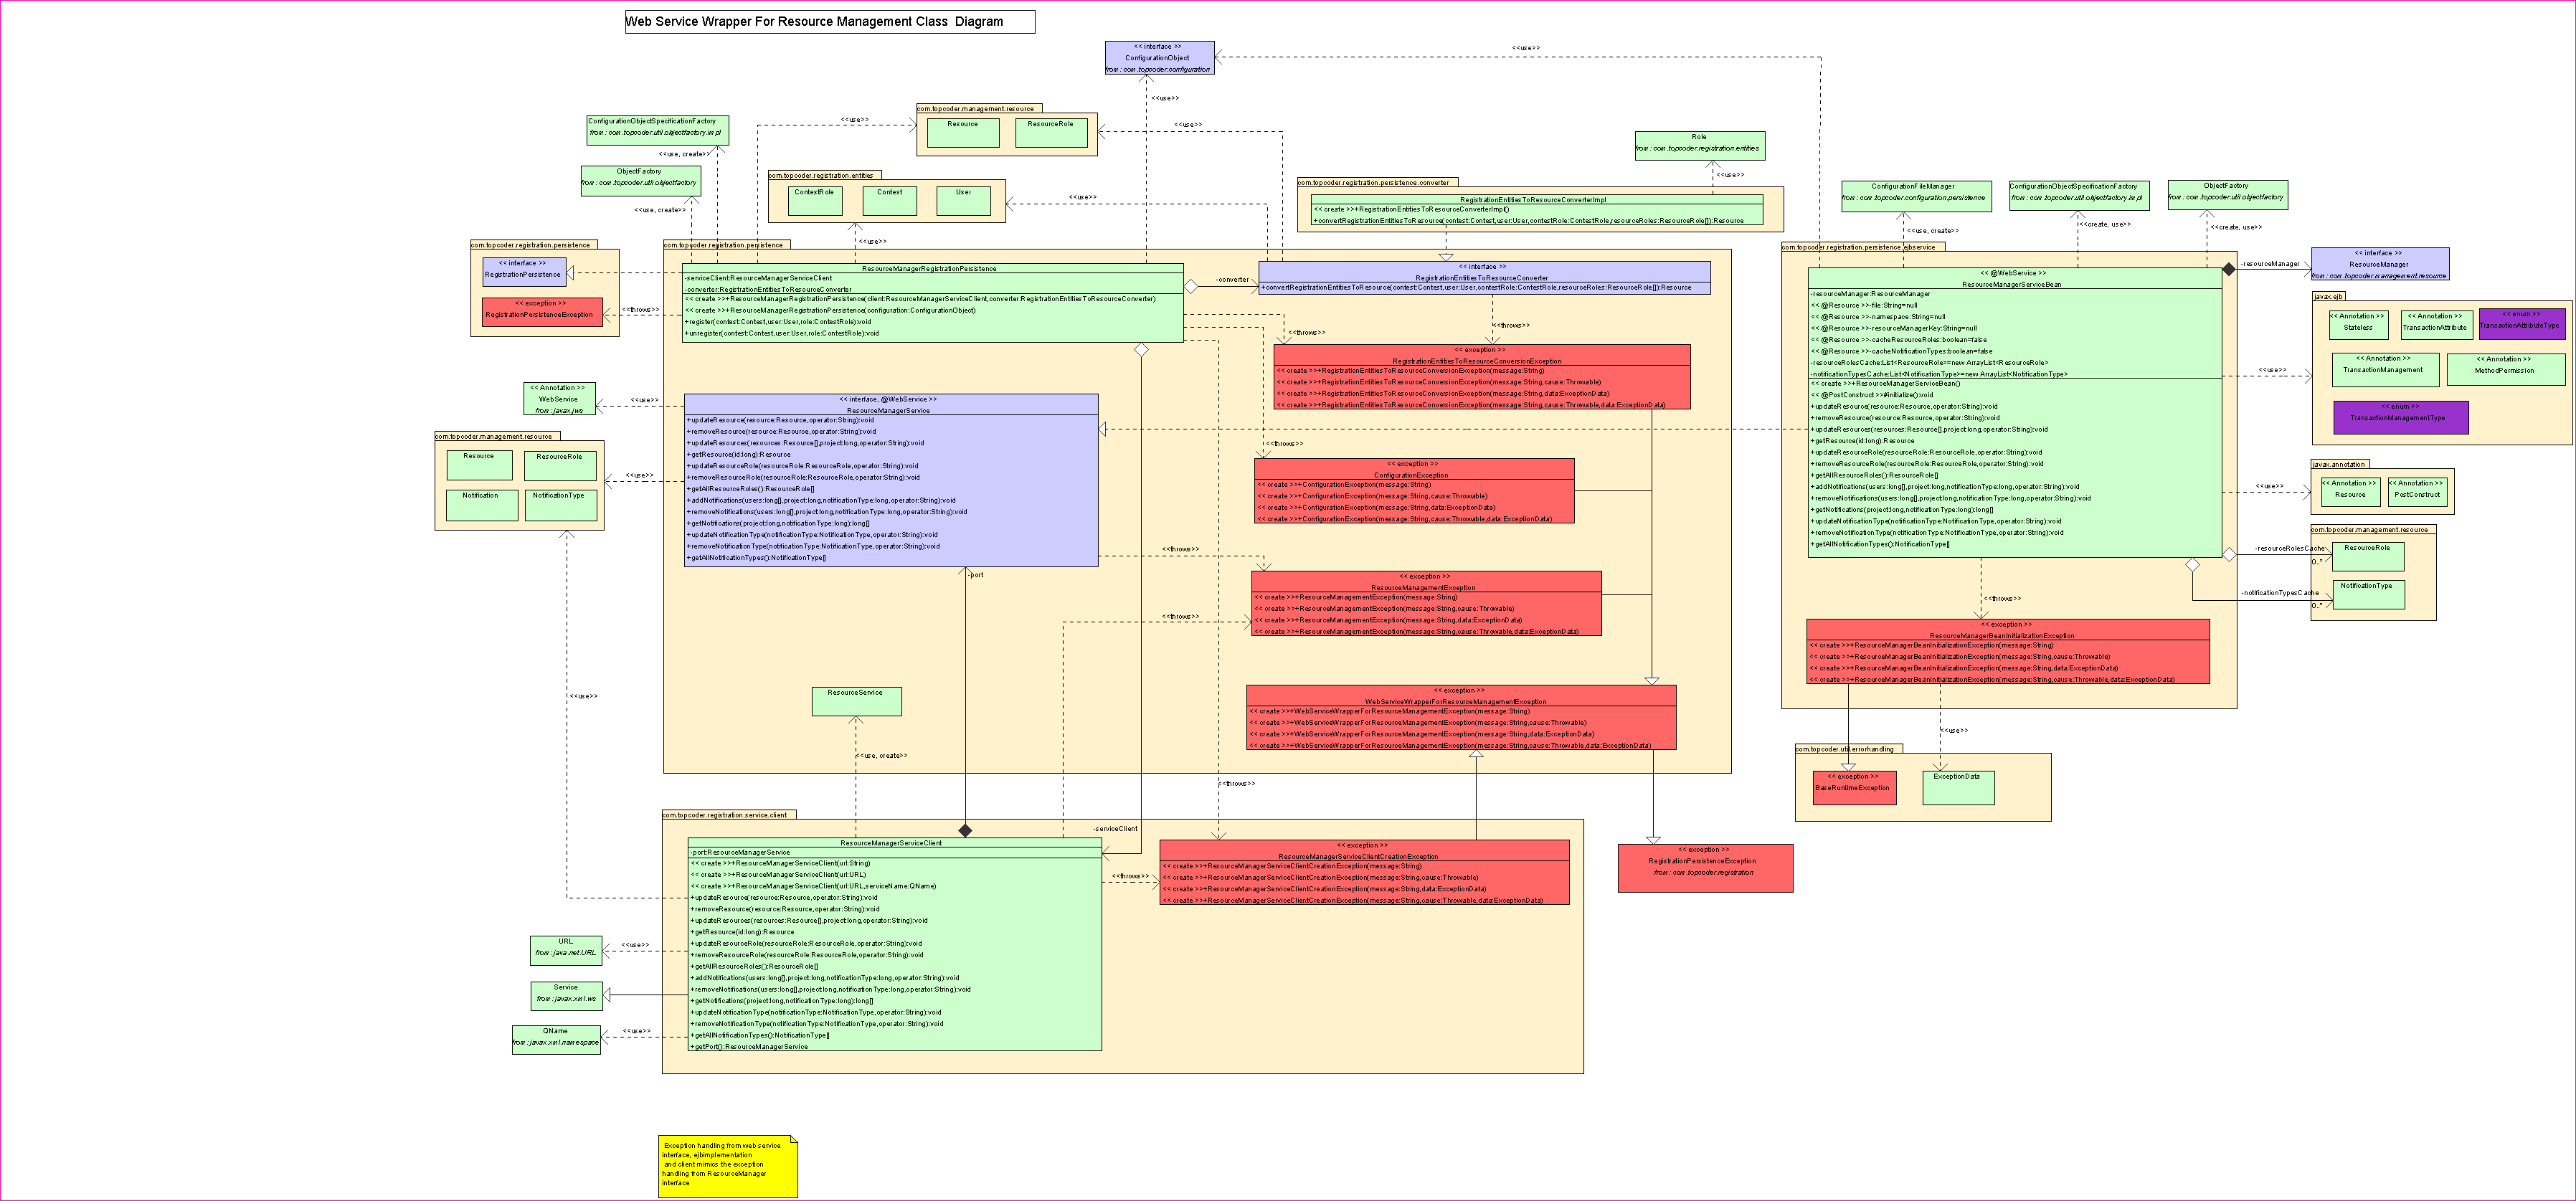 Web Service Wrapper For Resource Management Class Diagram
<< interface >>
ConfigurationObject
from : com.topcoder.configuration
<<use>>
<<use>>
com.topcoder.management.resource
Resource
ResourceRole
<<use>>
<<use>>
ConfigurationObjectSpecificationFactory
from : com.topcoder.util.objectfactory.impl
<<use, create>>
ObjectFactory
from : com.topcoder.util.objectfactory
<<use, create>>
com.topcoder.registration.entities
ContestRole
Contest
User
<<use>>
<<use>>
Role
from : com.topcoder.registration.entities
<<use>>
com.topcoder.registration.persistence.converter
RegistrationEntitiesToResourceConverterImpl
<< create >>+RegistrationEntitiesToResourceConverterImpl()
+convertRegistrationEntitiesToResource(contest:Contest,user:User,contestRole:ContestRole,resourceRoles:ResourceRole[]):Resource
ConfigurationFileManager
from : com.topcoder.configuration.persistence
<<use, create>>
ConfigurationObjectSpecificationFactory
from : com.topcoder.util.objectfactory.impl
<<create, use>>
ObjectFactory
from : com.topcoder.util.objectfactory
<<create, use>>
com.topcoder.registration.persistence
<< interface >>
RegistrationPersistence
<< exception >>
RegistrationPersistenceException
<<throws>>
com.topcoder.registration.persistence
ResourceManagerRegistrationPersistence
-serviceClient:ResourceManagerServiceClient
-converter:RegistrationEntitiesToResourceConverter
<< create >>+ResourceManagerRegistrationPersistence(client:ResourceManagerServiceClient,converter:RegistrationEntitiesToResourceConverter)
<< create >>+ResourceManagerRegistrationPersistence(configuration:ConfigurationObject)
+register(contest:Contest,user:User,role:ContestRole):void
+unregister(contest:Contest,user:User,role:ContestRole):void
-converter
<< interface >>
RegistrationEntitiesToResourceConverter
+convertRegistrationEntitiesToResource(contest:Contest,user:User,contestRole:ContestRole,resourceRoles:ResourceRole[]):Resource
<<throws>>
<<throws>>
<< exception >>
RegistrationEntitiesToResourceConversionException
<< create >>+RegistrationEntitiesToResourceConversionException(message:String)
<< create >>+RegistrationEntitiesToResourceConversionException(message:String,cause:Throwable)
<< create >>+RegistrationEntitiesToResourceConversionException(message:String,data:ExceptionData)
<< create >>+RegistrationEntitiesToResourceConversionException(message:String,cause:Throwable,data:ExceptionData)
<<throws>>
<< exception >>
ConfigurationException
<< create >>+ConfigurationException(message:String)
<< create >>+ConfigurationException(message:String,cause:Throwable)
<< create >>+ConfigurationException(message:String,data:ExceptionData)
<< create >>+ConfigurationException(message:String,cause:Throwable,data:ExceptionData)
<< Annotation >>
WebService
from : javax.jws
<<use>>
<< interface, @WebService >>
ResourceManagerService
+updateResource(resource:Resource,operator:String):void
+removeResource(resource:Resource,operator:String):void
+updateResources(resources:Resource[],project:long,operator:String):void
+getResource(id:long):Resource
+updateResourceRole(resourceRole:ResourceRole,operator:String):void
+removeResourceRole(resourceRole:ResourceRole,operator:String):void
+getAllResourceRoles():ResourceRole[]
+addNotifications(users:long[],project:long,notificationType:long,operator:String):void
+removeNotifications(users:long[],project:long,notificationType:long,operator:String):void
+getNotifications(project:long,notificationType:long):long[]
+updateNotificationType(notificationType:NotificationType,operator:String):void
+removeNotificationType(notificationType:NotificationType,operator:String):void
+getAllNotificationTypes():NotificationType[]
com.topcoder.management.resource
Resource
ResourceRole
Notification
NotificationType
<<use>>
<<use>>
-port
<<throws>>
<<throws>>
<< exception >>
ResourceManagementException
<< create >>+ResourceManagementException(message:String)
<< create >>+ResourceManagementException(message:String,cause:Throwable)
<< create >>+ResourceManagementException(message:String,data:ExceptionData)
<< create >>+ResourceManagementException(message:String,cause:Throwable,data:ExceptionData)
ResourceService
<<use, create>>
<< exception >>
WebServiceWrapperForResourceManagementException
<< create >>+WebServiceWrapperForResourceManagementException(message:String)
<< create >>+WebServiceWrapperForResourceManagementException(message:String,cause:Throwable)
<< create >>+WebServiceWrapperForResourceManagementException(message:String,data:ExceptionData)
<< create >>+WebServiceWrapperForResourceManagementException(message:String,cause:Throwable,data:ExceptionData)
<<throws>>
com.topcoder.registration.persistence.ejbservice
<< @WebService >>
ResourceManagerServiceBean
-resourceManager:ResourceManager
<< @Resource >>-file:String=null
<< @Resource >>-namespace:String=null
<< @Resource >>-resourceManagerKey:String=null
<< @Resource >>-cacheResourceRoles:boolean=false
<< @Resource >>-cacheNotificationTypes:boolean=false
-resourceRolesCache:List<ResourceRole>=new ArrayList<ResourceRole>
-notificationTypesCache:List<NotificationType>=new ArrayList<NotificationType>
<< create >>+ResourceManagerServiceBean()
<< @PostConstruct >>#initialize():void
+updateResource(resource:Resource,operator:String):void
+removeResource(resource:Resource,operator:String):void
+updateResources(resources:Resource[],project:long,operator:String):void
+getResource(id:long):Resource
+updateResourceRole(resourceRole:ResourceRole,operator:String):void
+removeResourceRole(resourceRole:ResourceRole,operator:String):void
+getAllResourceRoles():ResourceRole[]
+addNotifications(users:long[],project:long,notificationType:long,operator:String):void
+removeNotifications(users:long[],project:long,notificationType:long,operator:String):void
+getNotifications(project:long,notificationType:long):long[]
+updateNotificationType(notificationType:NotificationType,operator:String):void
+removeNotificationType(notificationType:NotificationType,operator:String):void
+getAllNotificationTypes():NotificationType[]
-resourceManager
<< interface >>
ResourceManager
from : com.topcoder.management.resource
javax.ejb
<< Annotation >>
Stateless
<< Annotation >>
TransactionAttribute
<< enum >>
TransactionAttributeType
<< Annotation >>
TransactionManagement
<< Annotation >>
MethodPermission
<< enum >>
TransactionManagementType
<<use>>
javax.annotation
<< Annotation >>
Resource
<< Annotation >>
PostConstruct
<<use>>
com.topcoder.management.resource
ResourceRole
NotificationType
-resourceRolesCache
0..*
-notificationTypesCache
0..*
<<throws>>
<< exception >>
ResourceManagerBeanInitializationException
<< create >>+ResourceManagerBeanInitializationException(message:String)
<< create >>+ResourceManagerBeanInitializationException(message:String,cause:Throwable)
<< create >>+ResourceManagerBeanInitializationException(message:String,data:ExceptionData)
<< create >>+ResourceManagerBeanInitializationException(message:String,cause:Throwable,data:ExceptionData)
<<use>>
com.topcoder.util.errorhandling
<< exception >>
BaseRuntimeException
ExceptionData
com.topcoder.registration.service.client
-serviceClient
ResourceManagerServiceClient
-port:ResourceManagerService
<< create >>+ResourceManagerServiceClient(url:String)
<< create >>+ResourceManagerServiceClient(url:URL)
<< create >>+ResourceManagerServiceClient(url:URL,serviceName:QName)
+updateResource(resource:Resource,operator:String):void
+removeResource(resource:Resource,operator:String):void
+updateResources(resources:Resource[],project:long,operator:String):void
+getResource(id:long):Resource
+updateResourceRole(resourceRole:ResourceRole,operator:String):void
+removeResourceRole(resourceRole:ResourceRole,operator:String):void
+getAllResourceRoles():ResourceRole[]
+addNotifications(users:long[],project:long,notificationType:long,operator:String):void
+removeNotifications(users:long[],project:long,notificationType:long,operator:String):void
+getNotifications(project:long,notificationType:long):long[]
+updateNotificationType(notificationType:NotificationType,operator:String):void
+removeNotificationType(notificationType:NotificationType,operator:String):void
+getAllNotificationTypes():NotificationType[]
+getPort():ResourceManagerService
<<throws>>
<< exception >>
ResourceManagerServiceClientCreationException
<< create >>+ResourceManagerServiceClientCreationException(message:String)
<< create >>+ResourceManagerServiceClientCreationException(message:String,cause:Throwable)
<< create >>+ResourceManagerServiceClientCreationException(message:String,data:ExceptionData)
<< create >>+ResourceManagerServiceClientCreationException(message:String,cause:Throwable,data:ExceptionData)
<< exception >>
RegistrationPersistenceException
from : com.topcoder.registration
URL
from : java.net.URL
<<use>>
Service
from : javax.xml.ws
QName
from : javax.xml.namespace
<<use>>
Exception handling from web service
interface, ejbimplementation
and client mimics the exception
handling from ResourceManager
interface